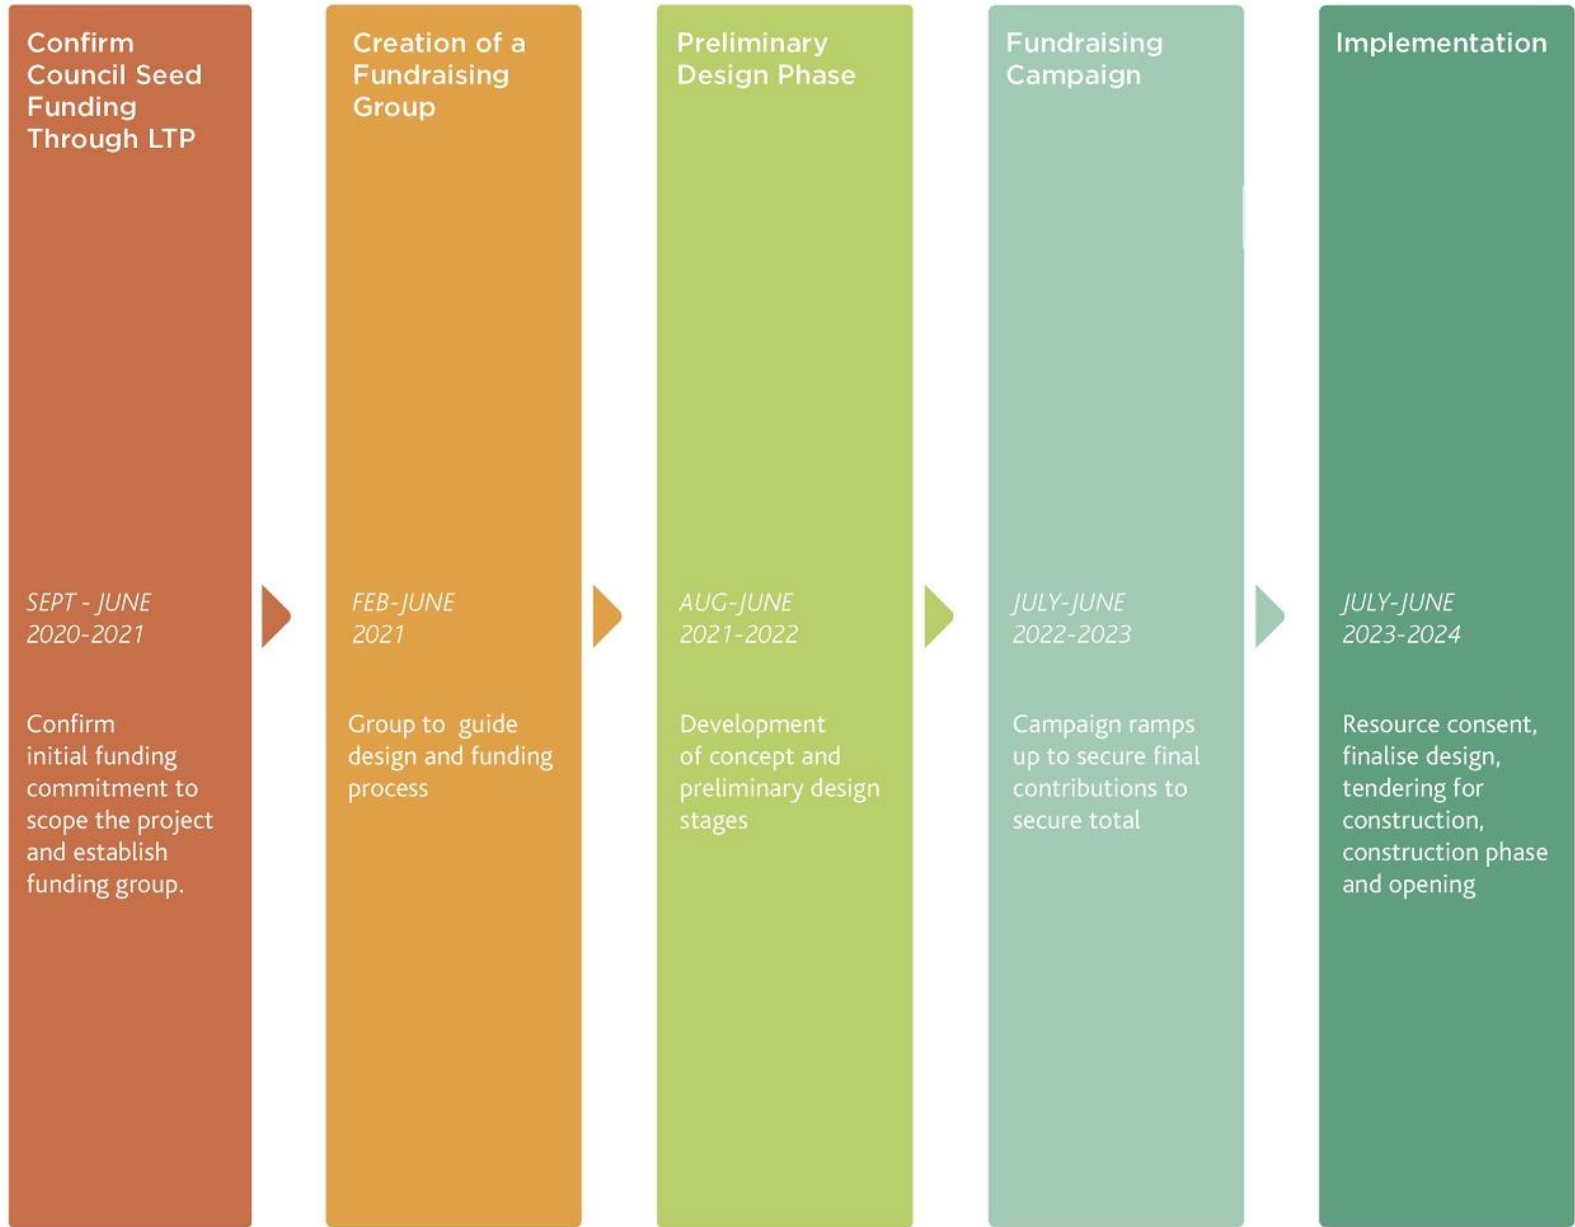 Confirm
Council Seed
Funding
Through LTP
SEPT - JUNE
2020-2021
Confirm
initial funding
commitment to
scope the project
and establish
funding group.
Creation of a
Fundraising
Group
FEB-JUNE
2021
Group to  guide
design and funding
process
Preliminary
Design Phase
AUG-JUNE
2021-2022
Development
of concept and
preliminary design
stages
Fundraising
Campaign
JULY-JUNE
2022-2023
Campaign ramps
up to secure final
contributions to
secure total
Implementation
JULY-JUNE
2023-2024
Resource consent,
finalise design,
tendering for
construction,
construction phase
and opening